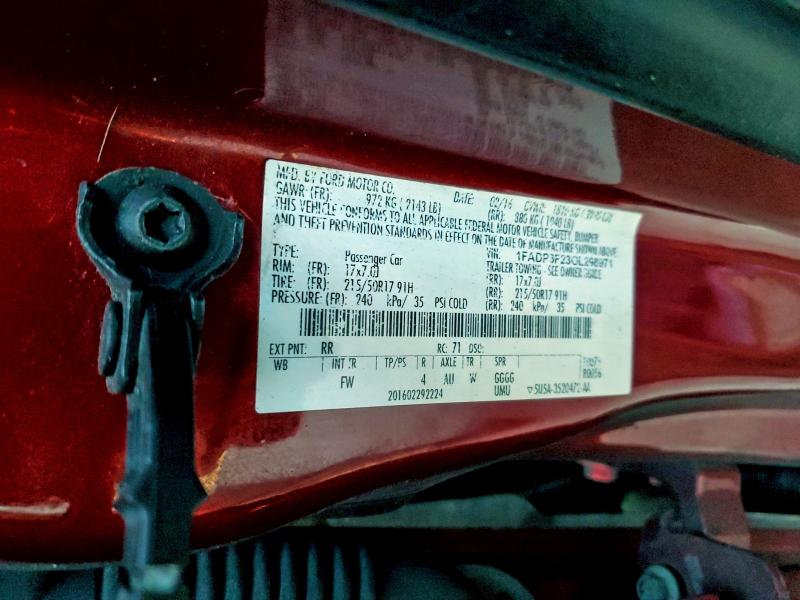 MFD. BY FORD MOTOR CO.
DATE: 02/16
GAWR: (FR): 972 KG ( 2143 LB) (RR): KG LB)
THIS VEHICLE CONFORMS TO ALL APPLICABLE FEDERAL MOTOR VEHICLE SAFETY, BUMPER
AND THEFT PREVENTION STANDARDS IN EFFECT ON THE DATE OF MANUFACTURE SHOWN ABOVE.
VIN:
TYPE: Passenger Car TRAILER TOWING - SEE OWNER GUIDE
RIM: (FR): 17x7.0J (RR): 17x7.0J
TIRE: (FR): 215/50R17 91H (RR): 215/50R17 91H
PRESSURE: (FR): 240 kPa/ 35 PSI COLD (RR): 240 kPa/ 35 PSI COLD
EXT PNT: RR RC: 71 DSO:
WB INT TR TP/PS R AXLE TR SPR
FW 4 AU W GGGG
201602292224 UMU